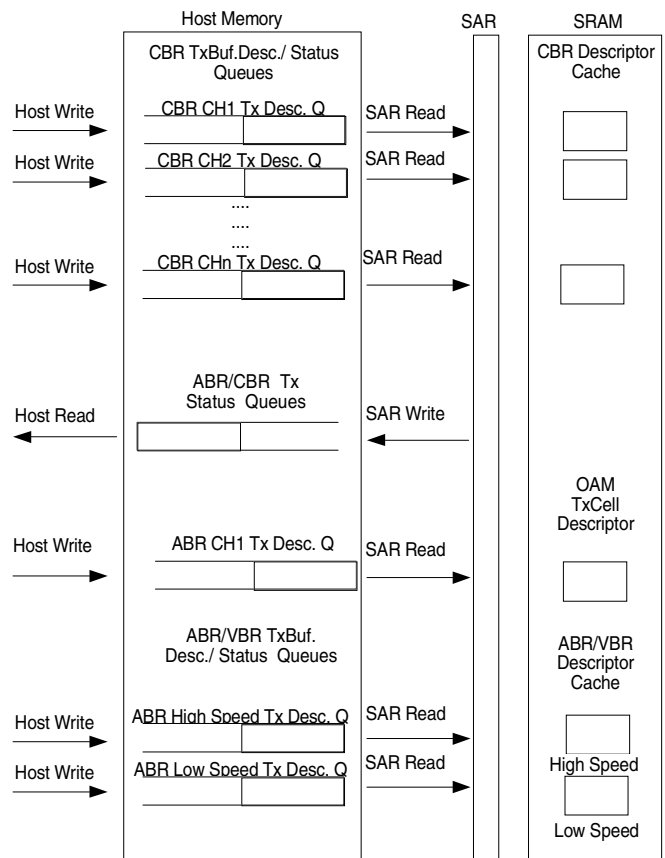 Host Memory
SAR
SRAM
CBR TxBuf.Desc./ Status
Queues
CBR Descriptor
Cache
Host Write
CBR CH1 Tx Desc. Q
SAR Read
Host Write
CBR CH2 Tx Desc. Q
SAR Read
....
....
....
Host Write
CBR CHn Tx Desc. Q
SAR Read
ABR/CBR Tx
Status Queues
Host Read
SAR Write
OAM
TxCell
Descriptor
Host Write
ABR CH1 Tx Desc. Q
SAR Read
ABR/VBR TxBuf.
Desc./ Status Queues
ABR/VBR
Descriptor
Cache
Host Write
ABR High Speed Tx Desc. Q
SAR Read
High Speed
Host Write
ABR Low Speed Tx Desc. Q
SAR Read
Low Speed